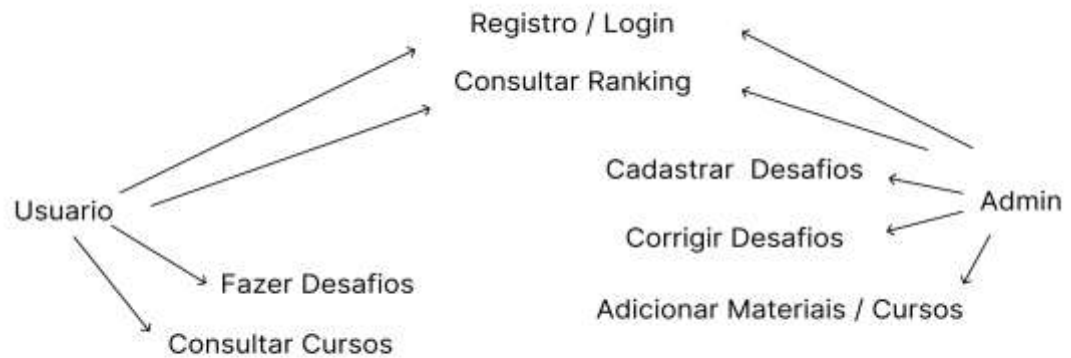 Registro / Login
Consultar Ranking
Cadastrar Desafios
Usuario
Admin
Corrigir Desafios
Fazer Desafios
Adicionar Materiais / Cursos
Consultar Cursos